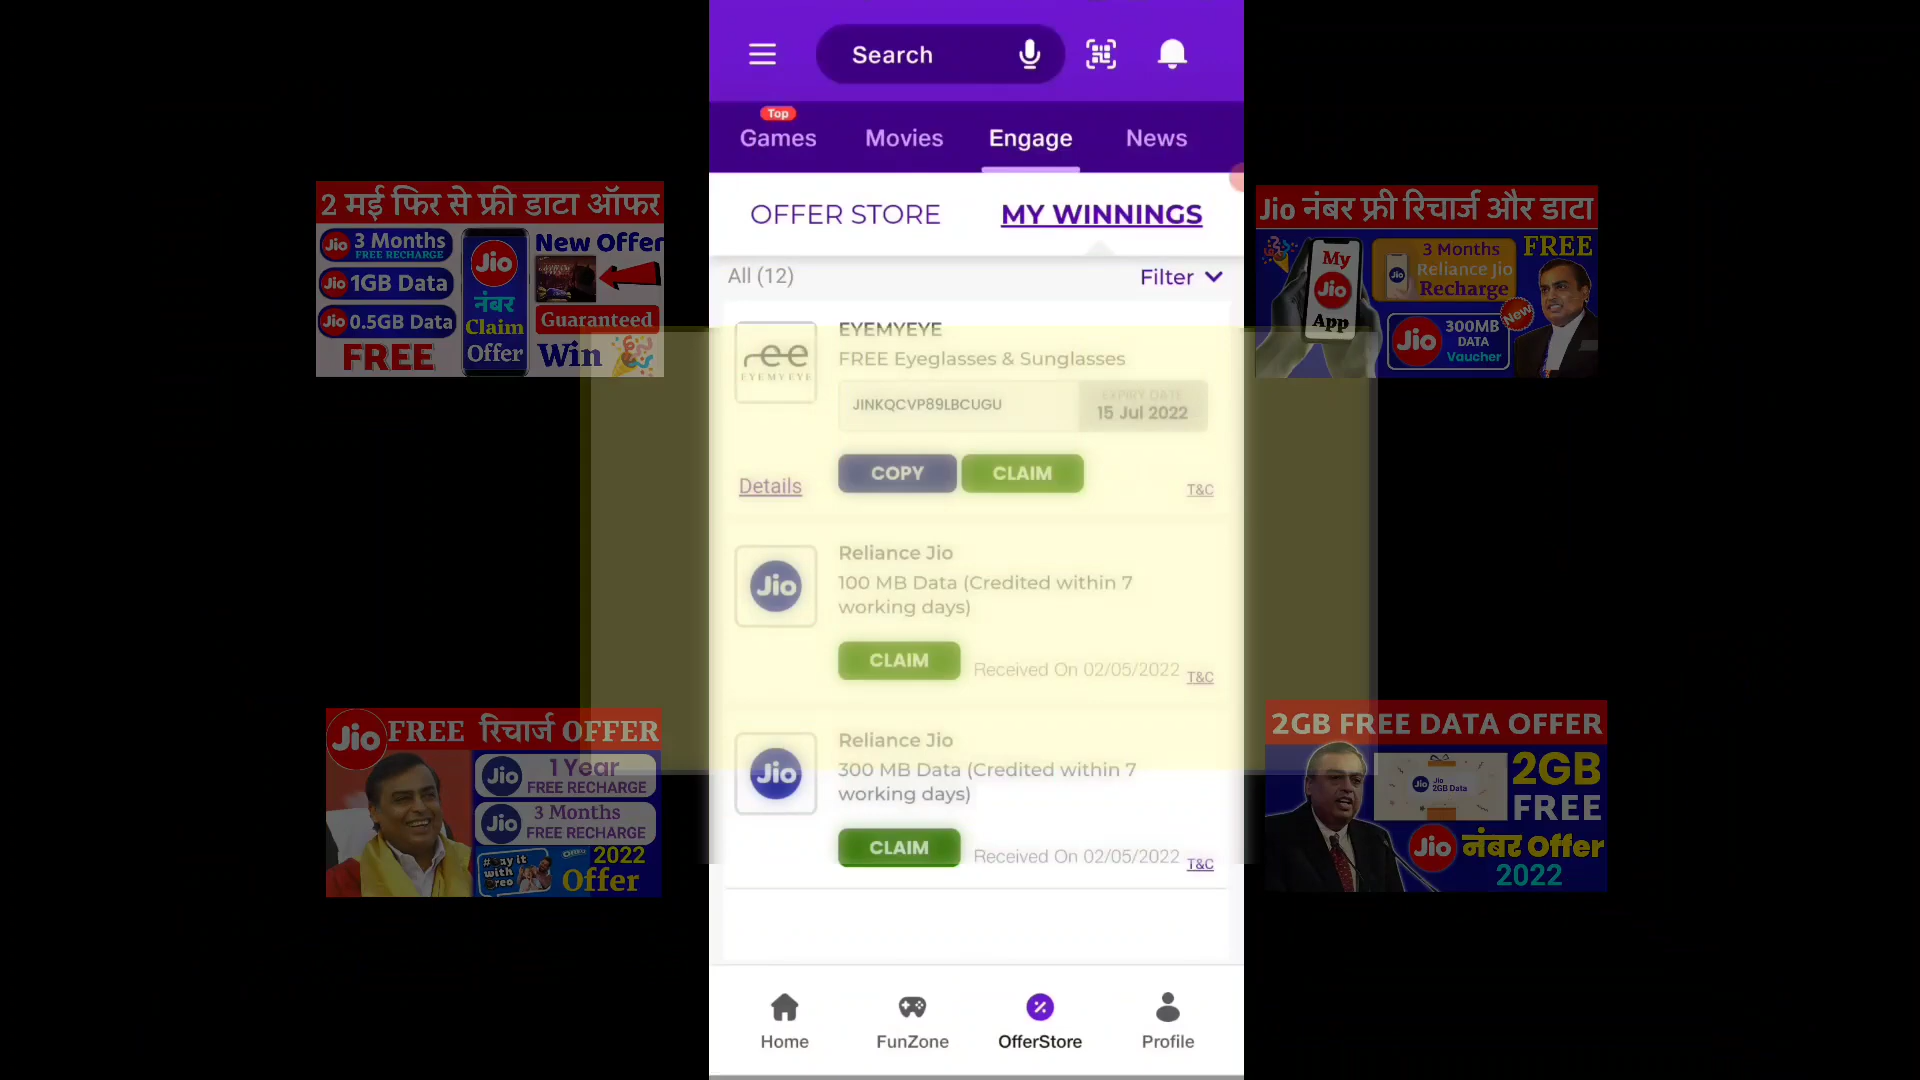 Search
Top
Games
Movies
Engage
News
OFFER STORE
MY WINNINGS
All (12)
Filter
EYEMYEYE
FREE Eyeglasses & Sunglasses
EYEMYEYE
JINKQCVP89LBCUGU
EXPIRY DATE
15 Jul 2022
Details
COPY
CLAIM
T&C
Jio
Reliance Jio
100 MB Data (Credited within 7
working days)
CLAIM
Received On 02/05/2022
T&C
Jio
Reliance Jio
300 MB Data (Credited within 7
working days)
CLAIM
Received On 02/05/2022
T&C
Home
FunZone
OfferStore
Profile
2 मई फिर से फ्री डाटा ऑफर
Jio 3 Months
FREE RECHARGE
Jio 1GB Data
Jio 0.5GB Data
FREE
Jio
नंबर
Claim
Offer
New Offer
Guaranteed
Win
Jio नंबर फ्री रिचार्ज और डाटा
My
Jio
App
3 Months
Jio
Reliance Jio
Recharge
FREE
New
Jio
300MB
DATA
Vaucher
Jio FREE रिचार्ज OFFER
Jio
1 Year
FREE RECHARGE
Jio
3 Months
FREE RECHARGE
#Say it
with
OREO
2022
Offer
2GB FREE DATA OFFER
Jio
Jio
2GB Data
2GB
FREE
Jio नंबर Offer
2022